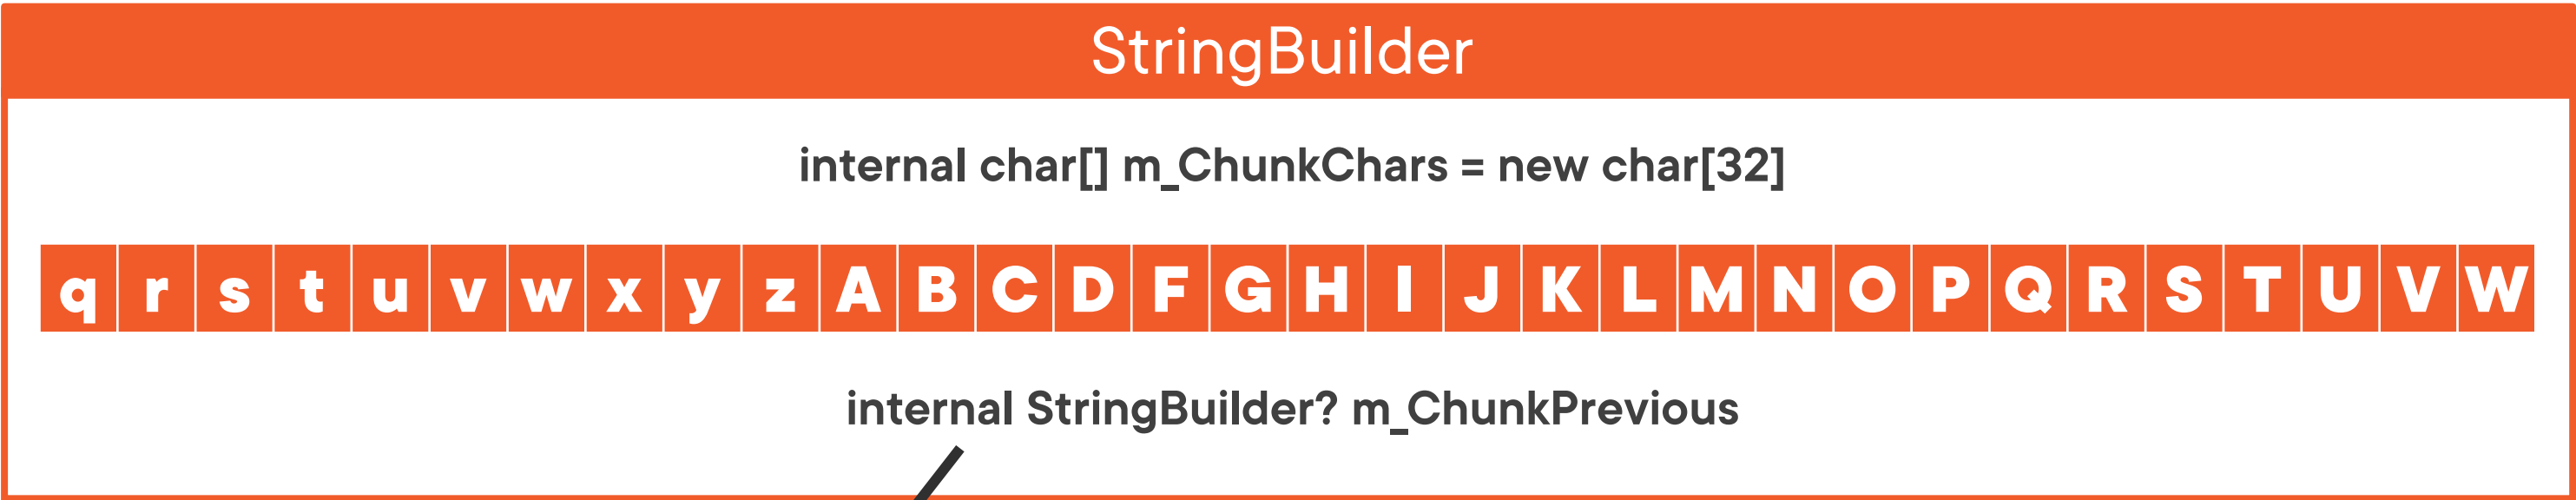 StringBuilder
internal char[] m_ChunkChars = new char[32]
q r s t u v w x y z A B C D F G H I J K L M N O P Q R S T U V W
internal StringBuilder? m_ChunkPrevious